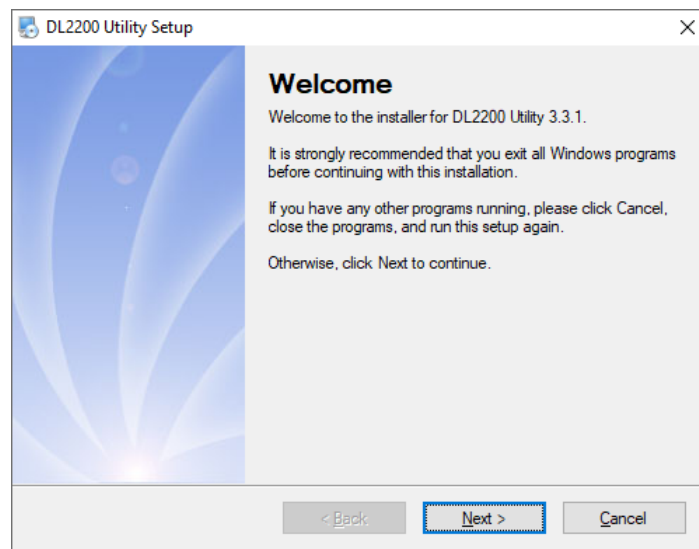 DL2200 Utility Setup
Welcome
Welcome to the installer for DL2200 Utility 3.3.1.
It is strongly recommended that you exit all Windows programs
before continuing with this installation.
If you have any other programs running, please click Cancel,
close the programs, and run this setup again.
Otherwise, click Next to continue.
< Back
Next >
Cancel